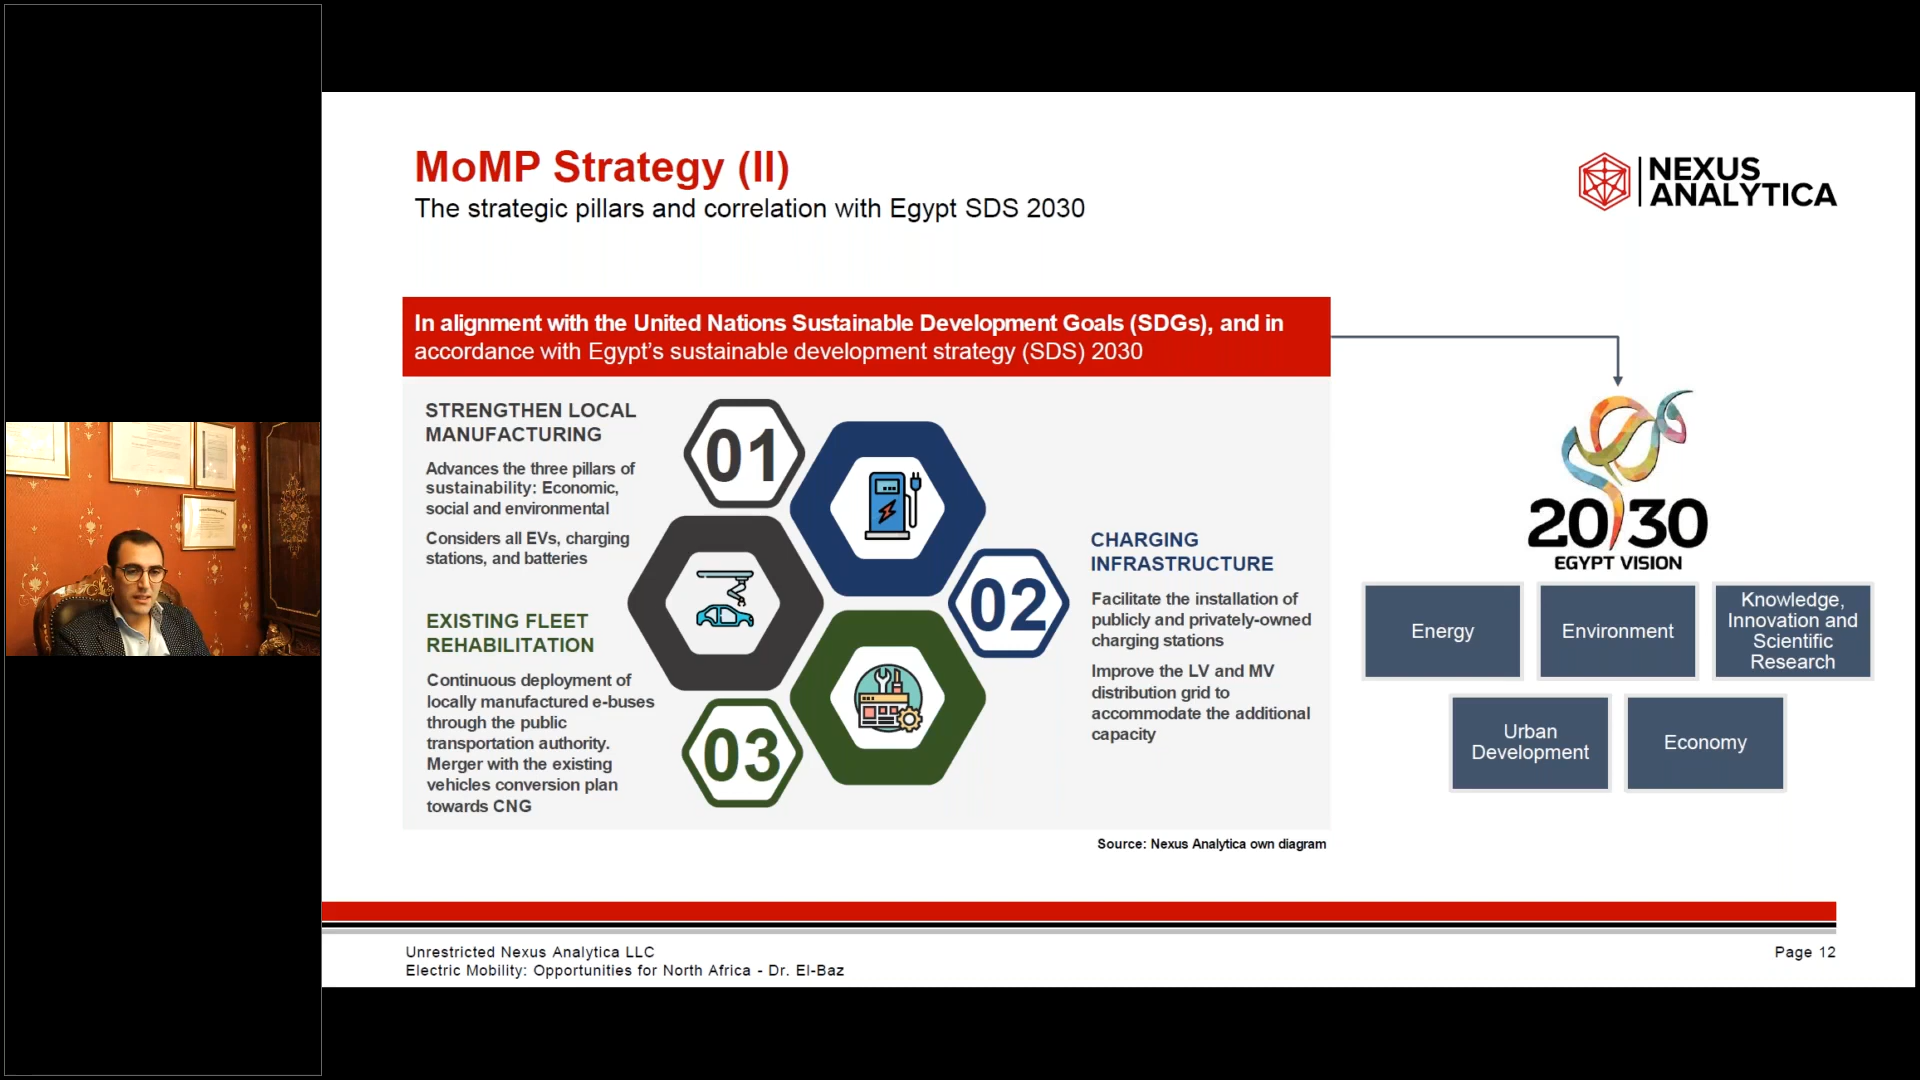 MoMP Strategy (II)
The strategic pillars and correlation with Egypt SDS 2030
NEXUS
ANALYTICA
In alignment with the United Nations Sustainable Development Goals (SDGs), and in
accordance with Egypt’s sustainable development strategy (SDS) 2030
STRENGTHEN LOCAL
MANUFACTURING
Advances the three pillars of
sustainability: Economic,
social and environmental
Considers all EVs, charging
stations, and batteries
01
EXISTING FLEET
REHABILITATION
Continuous deployment of
locally manufactured e-buses
through the public
transportation authority.
Merger with the existing
vehicles conversion plan
towards CNG
03
02
CHARGING
INFRASTRUCTURE
Facilitate the installation of
publicly and privately-owned
charging stations
Improve the LV and MV
distribution grid to
accommodate the additional
capacity
Source: Nexus Analytica own diagram
2030
EGYPT VISION
Energy
Environment
Knowledge,
Innovation and
Scientific
Research
Urban
Development
Economy
Unrestricted Nexus Analytica LLC
Electric Mobility: Opportunities for North Africa - Dr. El-Baz
Page 12